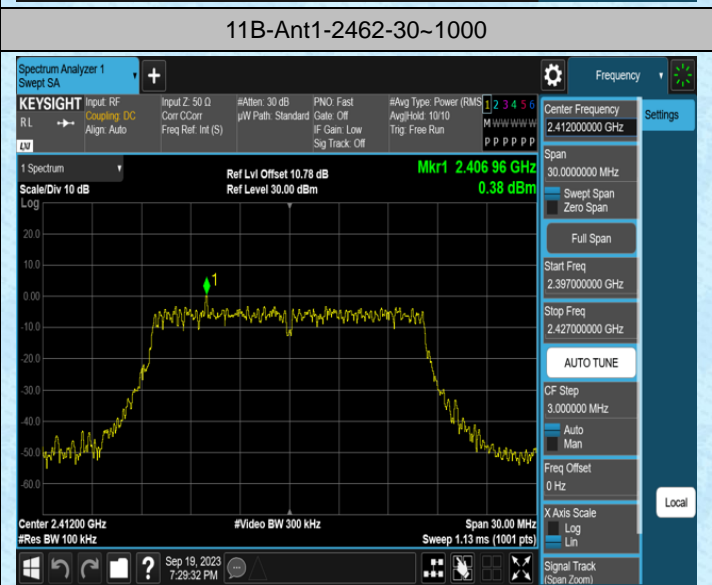 11B-Ant1-2462-30~1000
Spectrum Analyzer 1
Swept SA
Frequency
KEYSIGHT
RL
LXI
Input: RF
Coupling: DC
Align: Auto
Input Z: 50 Ω
Corr CCorr
Freq Ref: Int (S)
#Atten: 30 dB
µW Path: Standard
PNO: Fast
Gate: Off
IF Gain: Low
Sig Track: Off
#Avg Type: Power (RMS
Avg|Hold: 10/10
Trig: Free Run
1 2 3 4 5 6
M W W W W W
P P P P P P
1 Spectrum
Scale/Div 10 dB
Ref Lvl Offset 10.78 dB
Ref Level 30.00 dBm
Mkr1 2.406 96 GHz
0.38 dBm
Log
20.0
10.0
0.00
-10.0
-20.0
-30.0
-40.0
-50.0
-60.0
1
Center 2.41200 GHz
#Res BW 100 kHz
#Video BW 300 kHz
Span 30.00 MHz
Sweep 1.13 ms (1001 pts)
Center Frequency
2.412000000 GHz
Settings
Span
30.0000000 MHz
Swept Span
Zero Span
Full Span
Start Freq
2.397000000 GHz
Stop Freq
2.427000000 GHz
AUTO TUNE
CF Step
3.000000 MHz
Auto
Man
Freq Offset
0 Hz
X Axis Scale
Log
Lin
Local
Signal Track
(Span Zoom)
?
Sep 19, 2023
7:29:32 PM